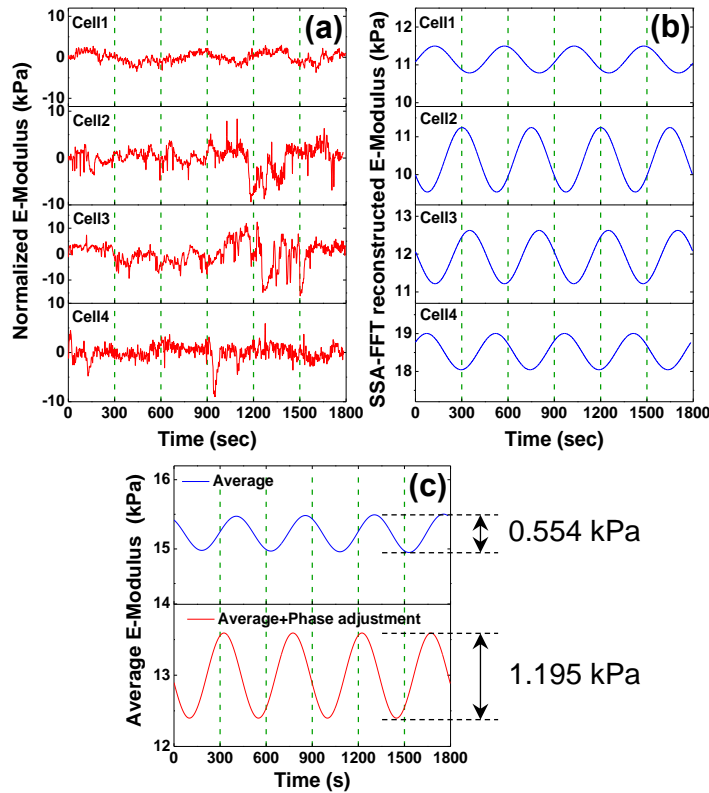 (a)
Normalized E-Modulus (kPa)
Cell1
10
0
-10
Cell2
10
0
-10
Cell3
10
0
-10
Cell4
10
0
-10
0 300 600 900 1200 1500 1800
Time (sec)
(b)
SSA-FFT reconstructed E-Modulus (kPa)
Cell1
12
11
10
Cell2
11
10
Cell3
13
12
11
Cell4
19
18
0 300 600 900 1200 1500 1800
Time (sec)
(c)
Average E-Modulus (kPa)
Average
16
15
14
0.554 kPa
Average+Phase adjustment
13
12
1.195 kPa
0 300 600 900 1200 1500 1800
Time (s)